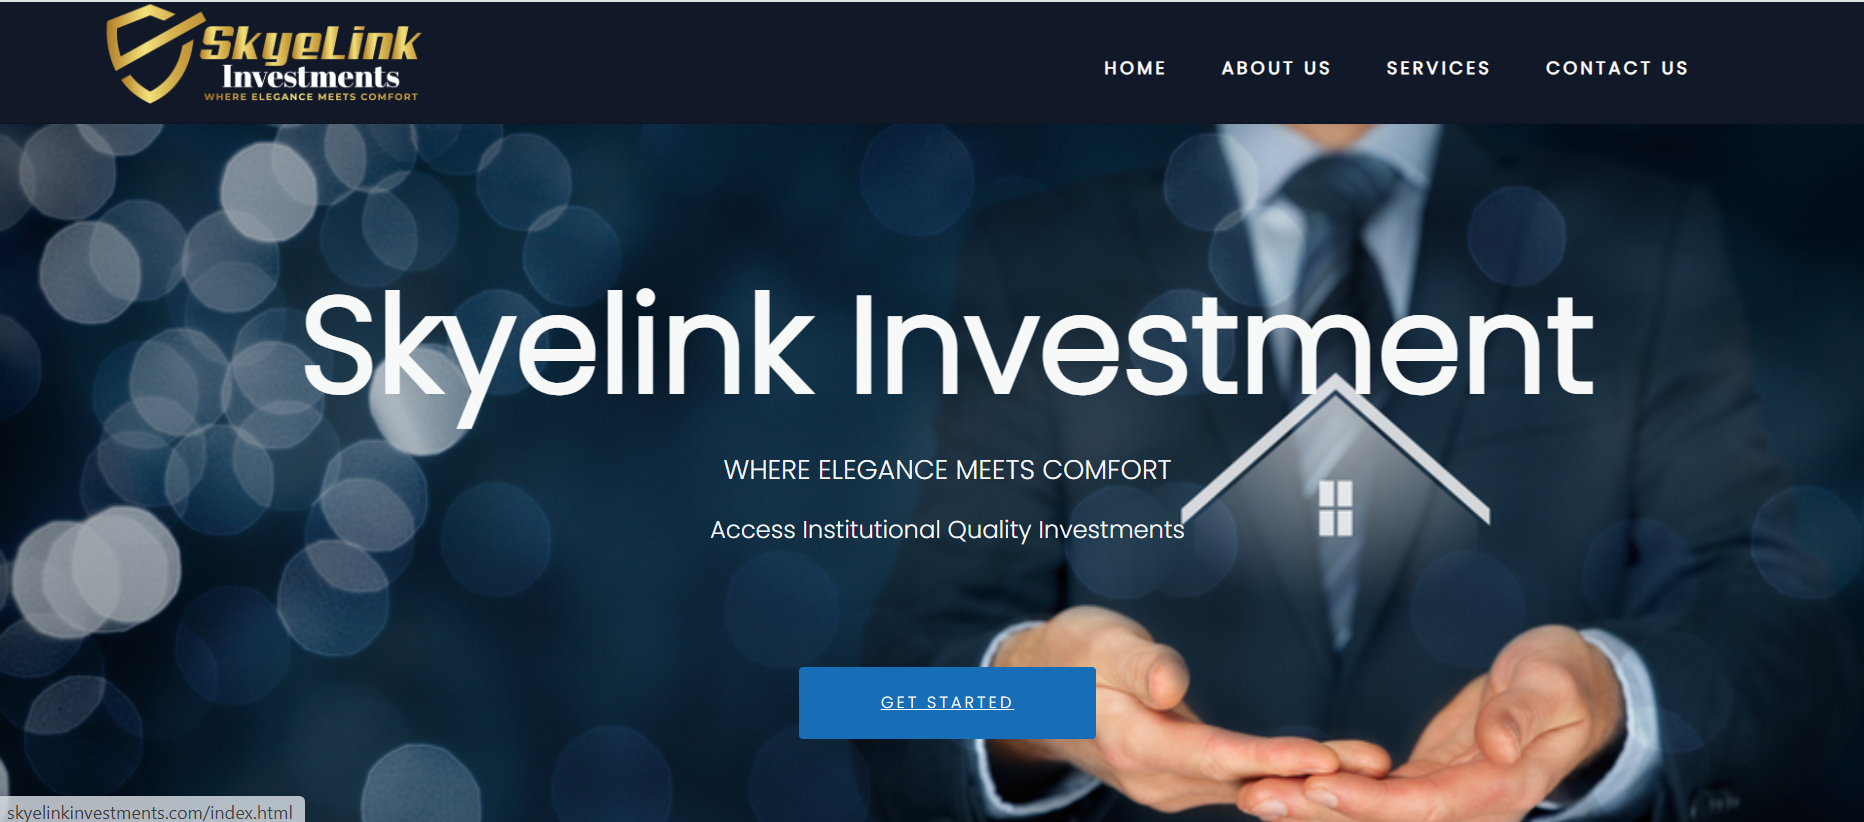 SkyeLink
Investments
WHERE ELEGANCE MEETS COMFORT
HOME ABOUT US SERVICES CONTACT US
Skyelink Investment
WHERE ELEGANCE MEETS COMFORT
Access Institutional Quality Investments
GET STARTED
skyelinkinvestments.com/index.html